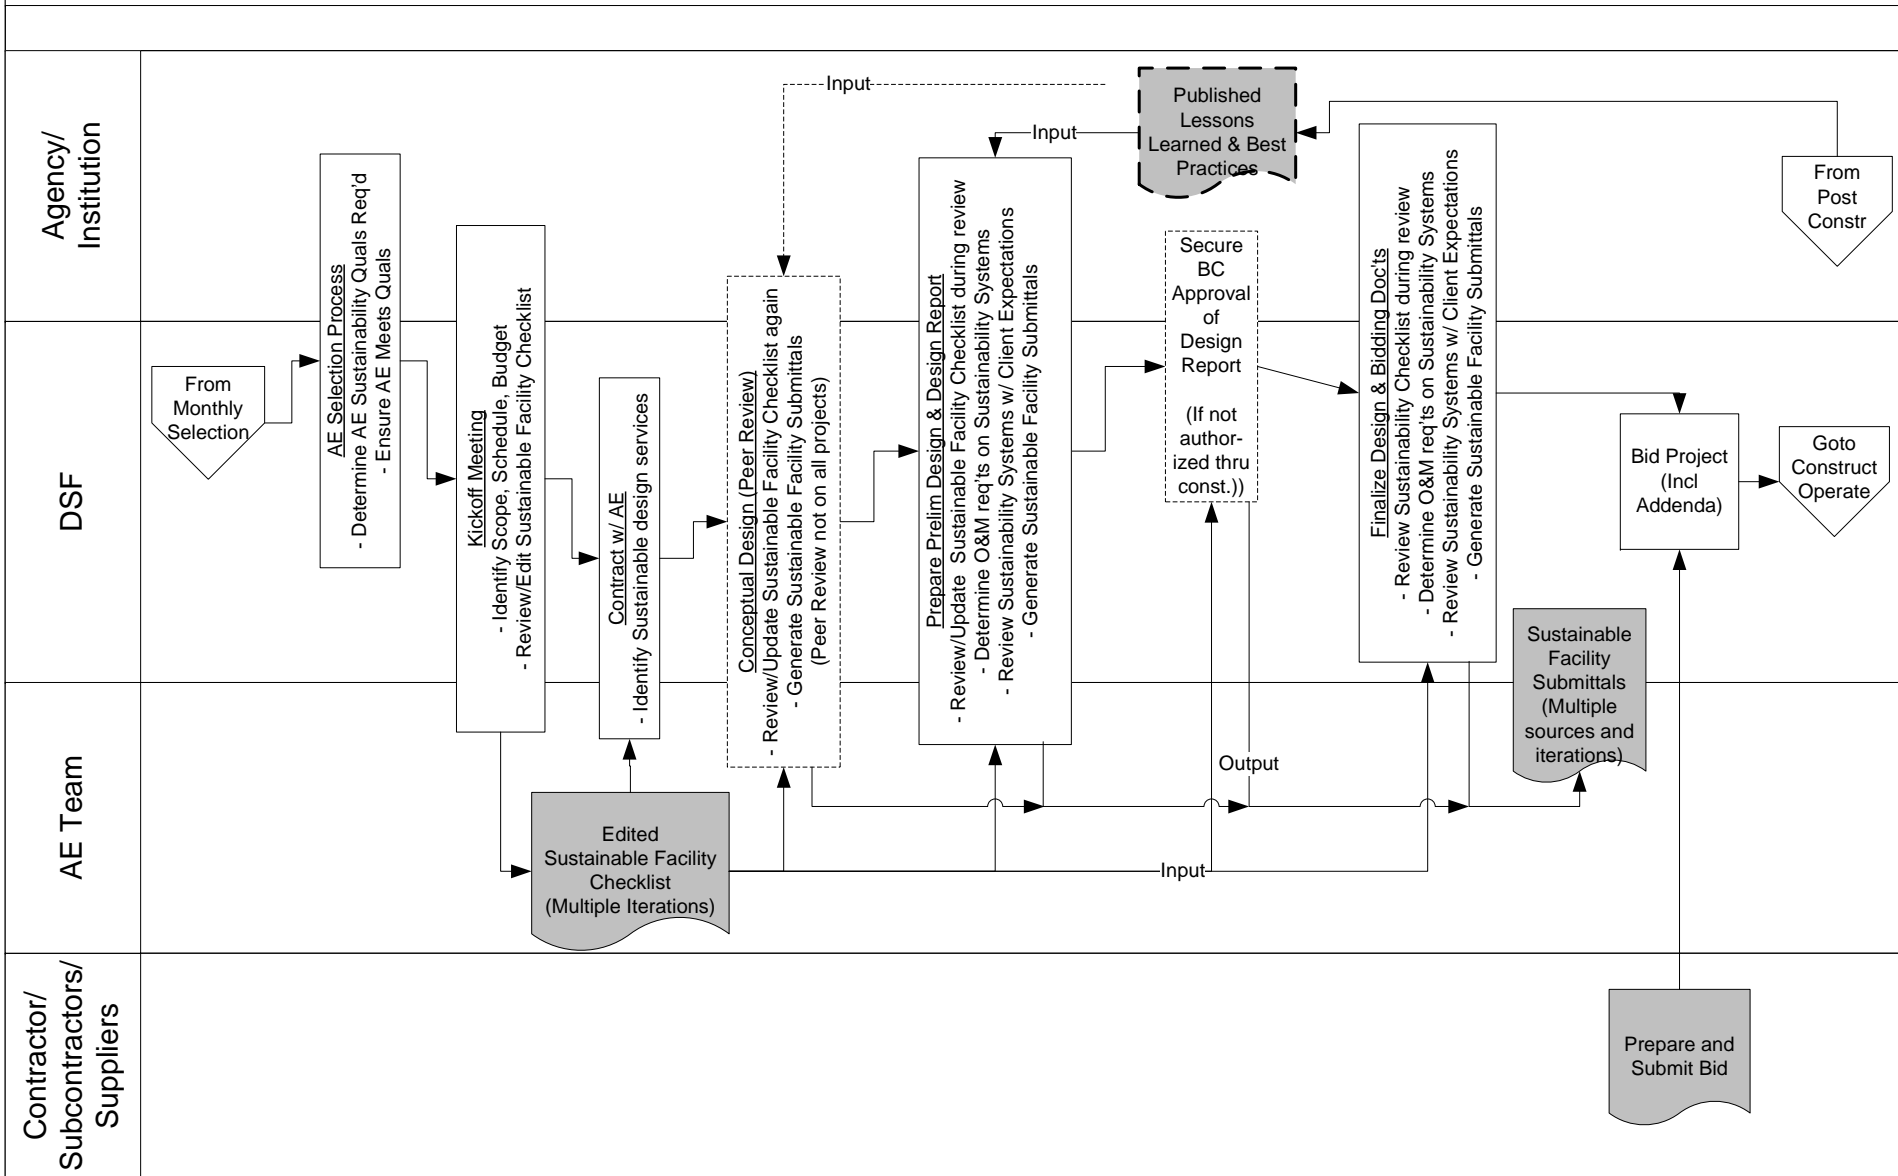 Agency/
Institution
DSF
AE Team
Contractor/
Subcontractors/
Suppliers
From
Monthly
Selection
AE Selection Process
- Determine AE Sustainability Quals Req'd
- Ensure AE Meets Quals
Kickoff Meeting
- Identify Scope, Schedule, Budget
- Review/Edit Sustainable Facility Checklist
Contract w/ AE
- Identify Sustainable design services
Edited
Sustainable Facility
Checklist
(Multiple Iterations)
Input
Conceptual Design (Peer Review)
- Review/Update Sustainable Facility Checklist again
- Generate Sustainable Facility Submittals
(Peer Review not on all projects)
Input
Prepare Prelim Design & Design Report
- Review/Update  Sustainable Facility Checklist during review
- Determine O&M req'ts on Sustainability Systems
- Review Sustainability Systems w/ Client Expectations
- Generate Sustainable Facility Submittals
Published
Lessons
Learned & Best
Practices
Secure
BC
Approval
of
Design
Report
(If not
author-
ized thru
const.))
Output
Input
Finalize Design & Bidding Doc'ts
- Review Sustainability Checklist during review
- Determine O&M req'ts on Sustainability Systems
- Review Sustainability Systems w/ Client Expectations
- Generate Sustainable Facility Submittals
Sustainable
Facility
Submittals
(Multiple
sources and
iterations)
Bid Project
(Incl
Addenda)
Goto
Construct
Operate
From
Post
Constr
Prepare and
Submit Bid